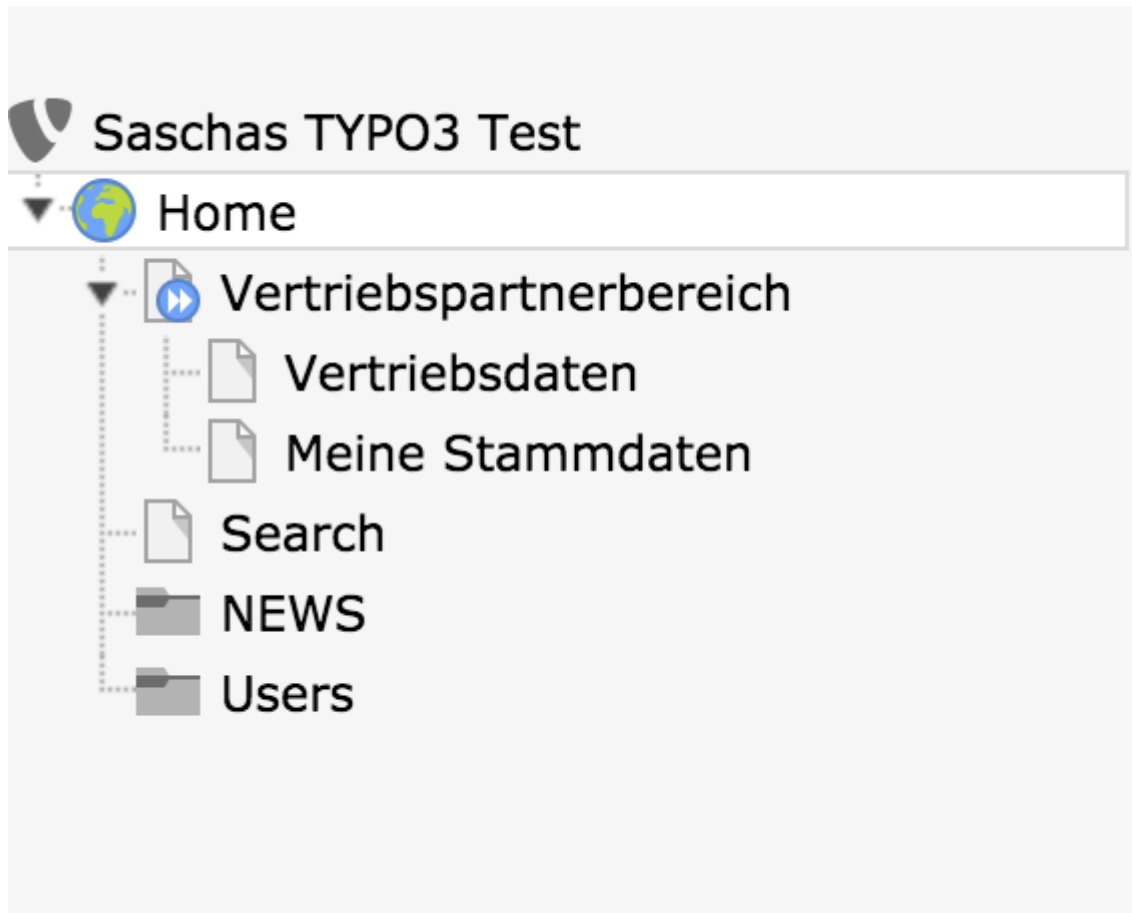 Saschas TYPO3 Test
Home
Vertriebspartnerbereich
Vertriebsdaten
Meine Stammdaten
Search
NEWS
Users